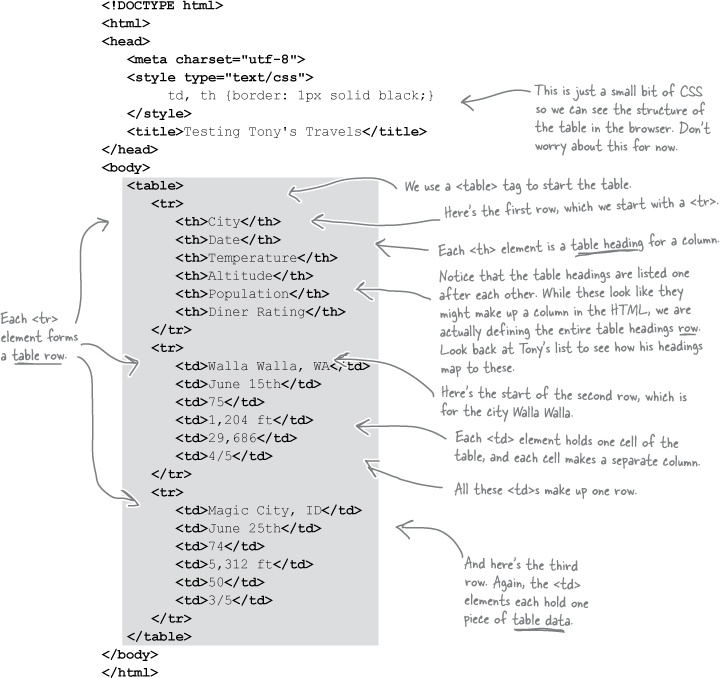 <!DOCTYPE html>
<html>
<head>
<meta charset="utf-8">
<style type="text/css">
td, th {border: 1px solid black;}
</style>
<title>Testing Tony's Travels</title>
</head>
<body>
<table>
<tr>
<th>City</th>
<th>Date</th>
<th>Temperature</th>
<th>Altitude</th>
<th>Population</th>
<th>Diner Rating</th>
</tr>
<tr>
<td>Walla Walla, WA</td>
<td>June 15th</td>
<td>75</td>
<td>1,204 ft</td>
<td>29,686</td>
<td>4/5</td>
</tr>
<tr>
<td>Magic City, ID</td>
<td>June 25th</td>
<td>74</td>
<td>5,312 ft</td>
<td>50</td>
<td>3/5</td>
</tr>
</table>
</body>
</html>
This is just a small bit of CSS
so we can see the structure of
the table in the browser. Don't
worry about this for now.
We use a <table> tag to start the table.
Here's the first row, which we start with a <tr>.
Each <th> element is a table heading for a column.
Notice that the table headings are listed one
after each other. While these look like they
might make up a column in the HTML, we are
actually defining the entire table headings row.
Look back at Tony's list to see how his headings
map to these.
Each <tr>
element forms
a table row.
Here's the start of the second row, which is
for the city Walla Walla.
Each <td> element holds one cell of the
table, and each cell makes a separate column.
All these <td>s make up one row.
And here's the third
row. Again, the <td>
elements each hold one
piece of table data.